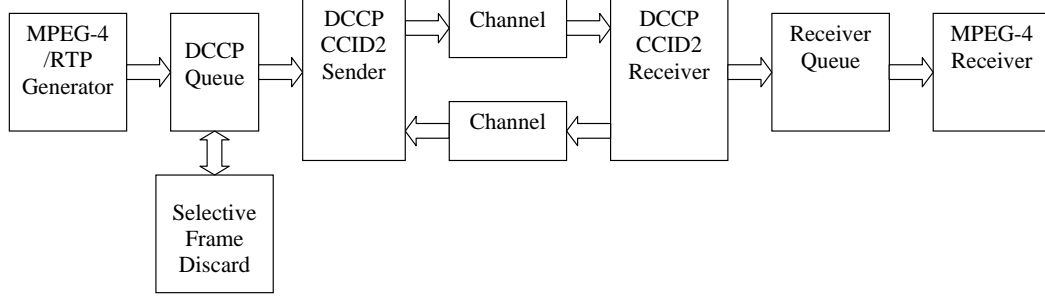 MPEG-4
/RTP
Generator
DCCP
Queue
DCCP
CCID2
Sender
Channel
DCCP
CCID2
Receiver
Receiver
Queue
MPEG-4
Receiver
Channel
Selective
Frame
Discard